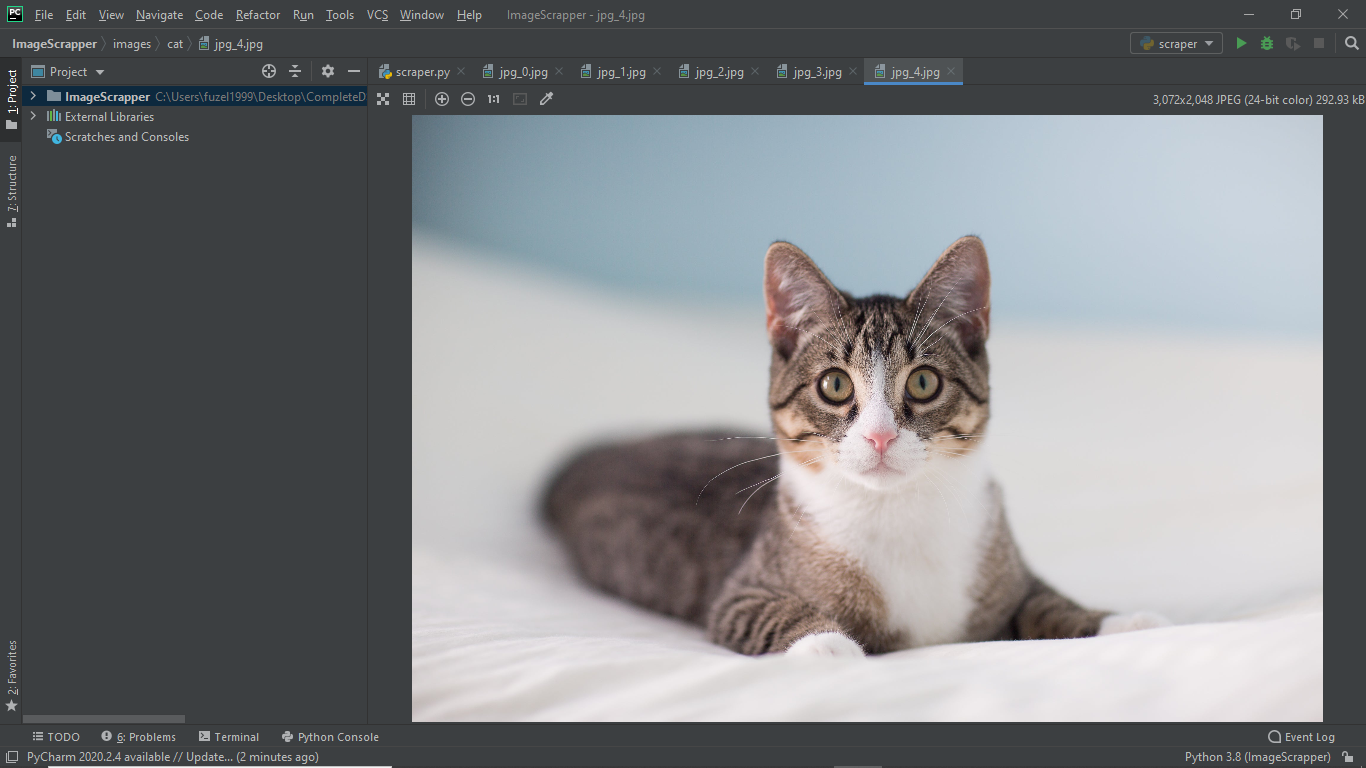 PC File Edit View Navigate Code Refactor Run Tools VCS Window Help ImageScrapper - jpg_4.jpg
ImageScrapper images cat jpg_4.jpg scraper
1: Project
Project
scraper.py jpg_0.jpg jpg_1.jpg jpg_2.jpg jpg_3.jpg jpg_4.jpg
ImageScrapper C:\Users\fuzel1999\Desktop\CompleteD
1:1
3,072x2,048 JPEG (24-bit color) 292.93 kB
External Libraries
Scratches and Consoles
7: Structure
2: Favorites
TODO 6: Problems Terminal Python Console Event Log
PyCharm 2020.2.4 available // Update... (2 minutes ago) Python 3.8 (ImageScrapper)